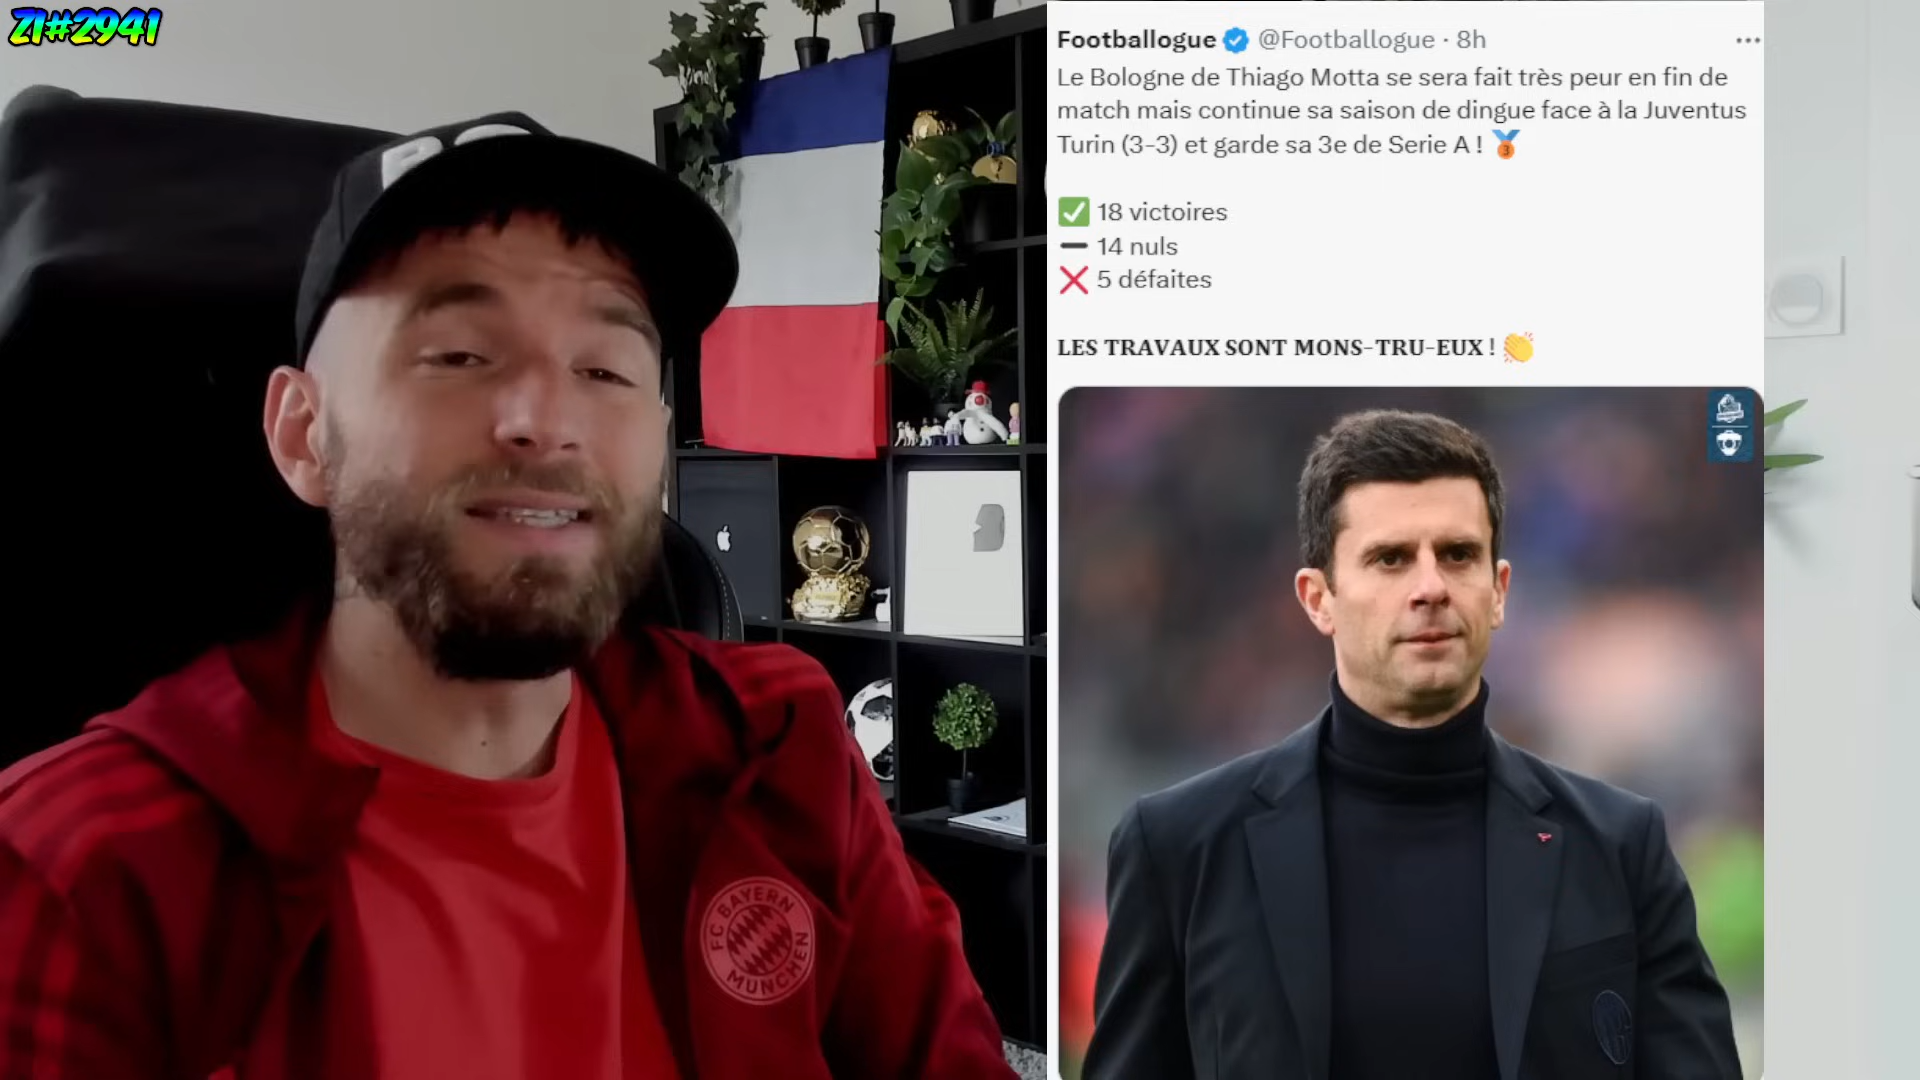 ZI#2941
Footballogue @Footballogue · 8h
Le Bologne de Thiago Motta se sera fait très peur en fin de
match mais continue sa saison de dingue face à la Juventus
Turin (3-3) et garde sa 3e de Serie A !
18 victoires
14 nuls
5 défaites
LES TRAVAUX SONT MONS-TRU-EUX !
FC BAYERN
MÜNCHEN